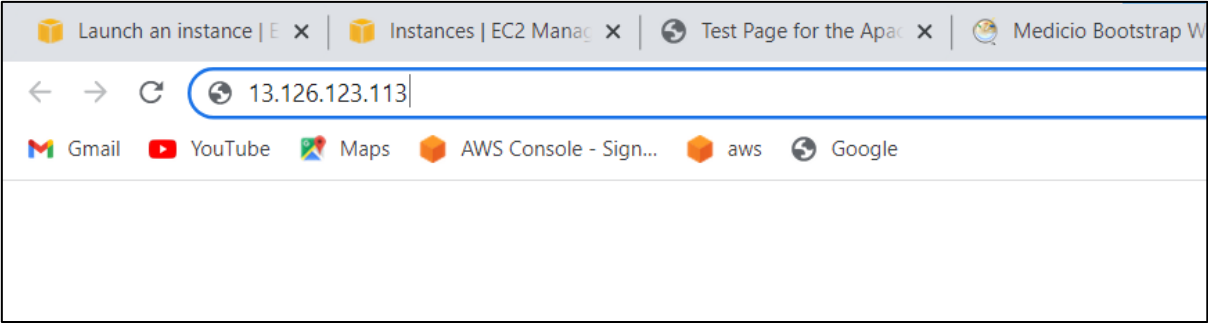 Launch an instance | E Instances | EC2 Manag Test Page for the Apac Medicio Bootstrap W
13.126.123.113
Gmail YouTube Maps AWS Console - Sign... aws Google